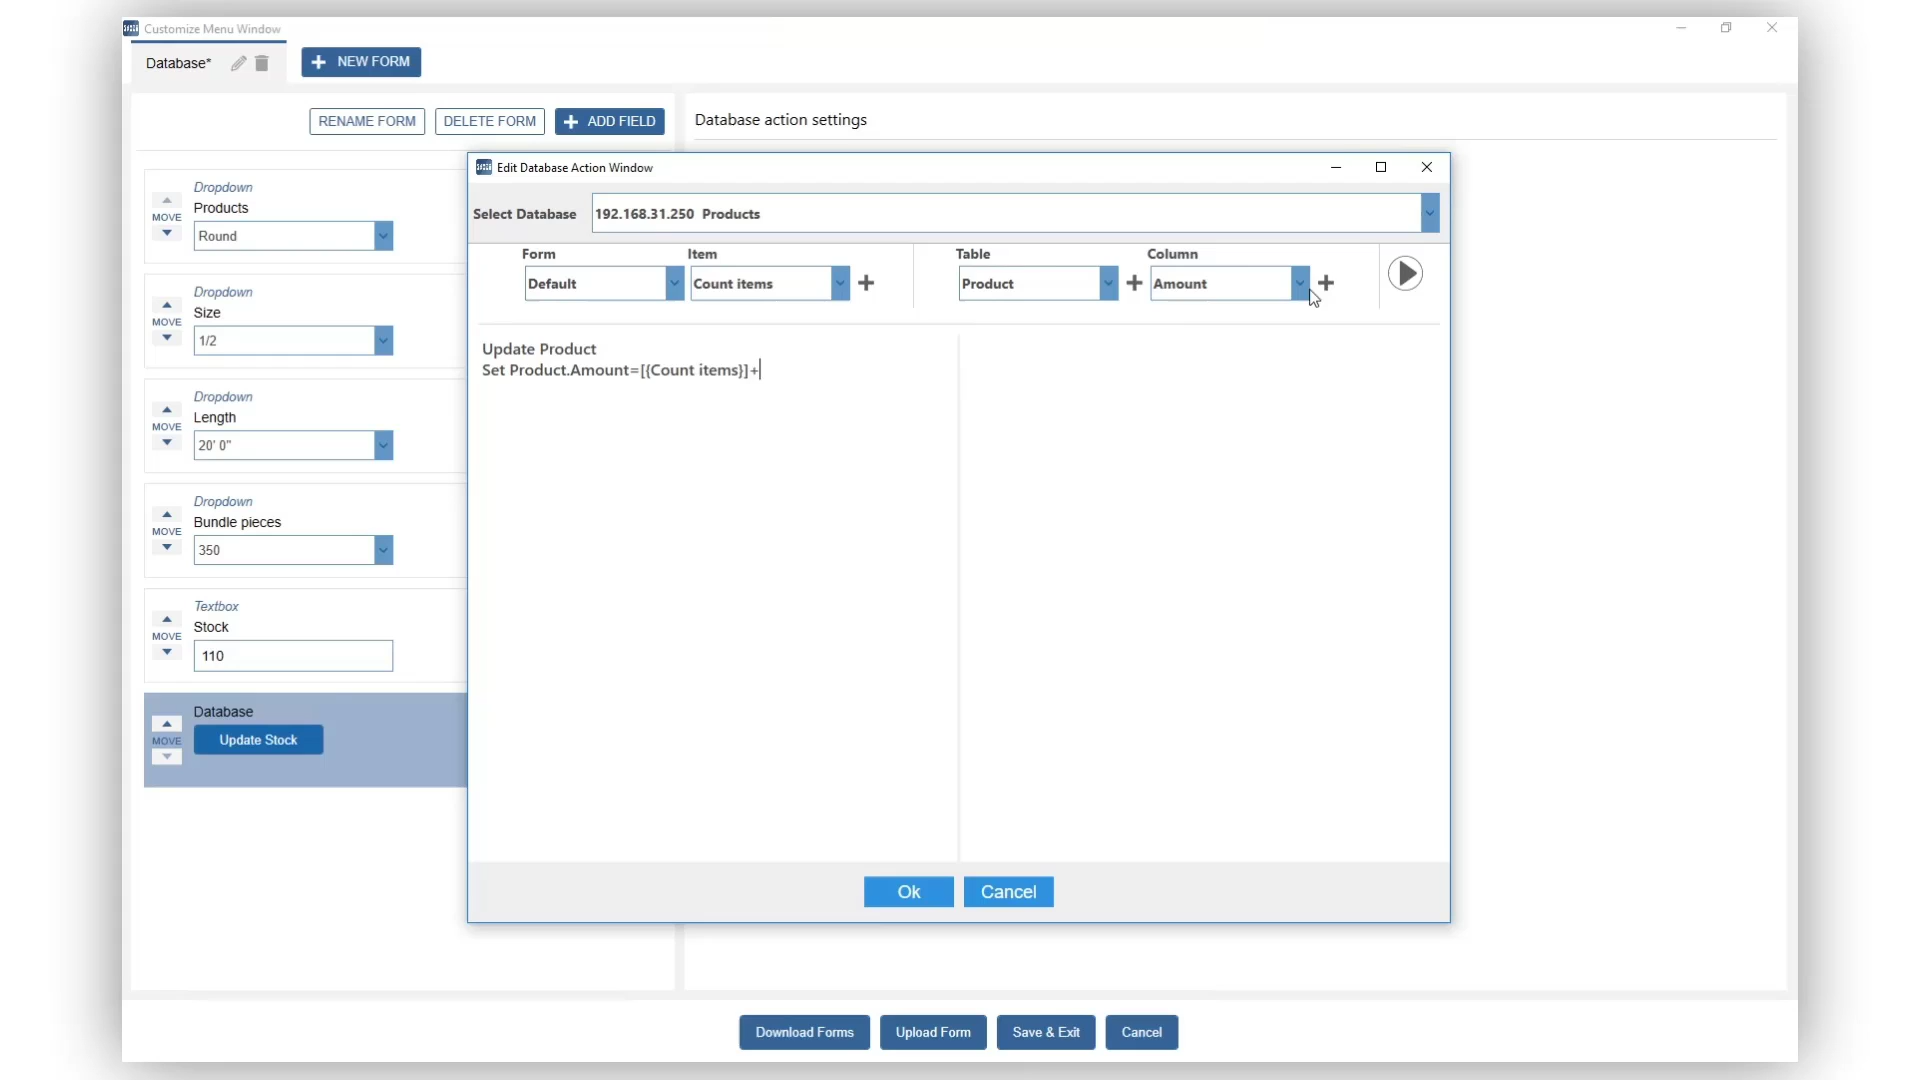 Customize Menu Window
Database*
NEW FORM
RENAME FORM
DELETE FORM
ADD FIELD
Database action settings
Dropdown
Products
MOVE
Round
Dropdown
Size
MOVE
1/2
Dropdown
Length
MOVE
20' 0"
Dropdown
Bundle pieces
MOVE
350
Textbox
Stock
MOVE
110
Database
MOVE
Update Stock
Edit Database Action Window
Select Database
192.168.31.250 Products
Form
Item
Table
Column
Default
Count items
Product
Amount
Update Product
Set Product.Amount=[{Count items}]+
Ok
Cancel
Download Forms
Upload Form
Save & Exit
Cancel